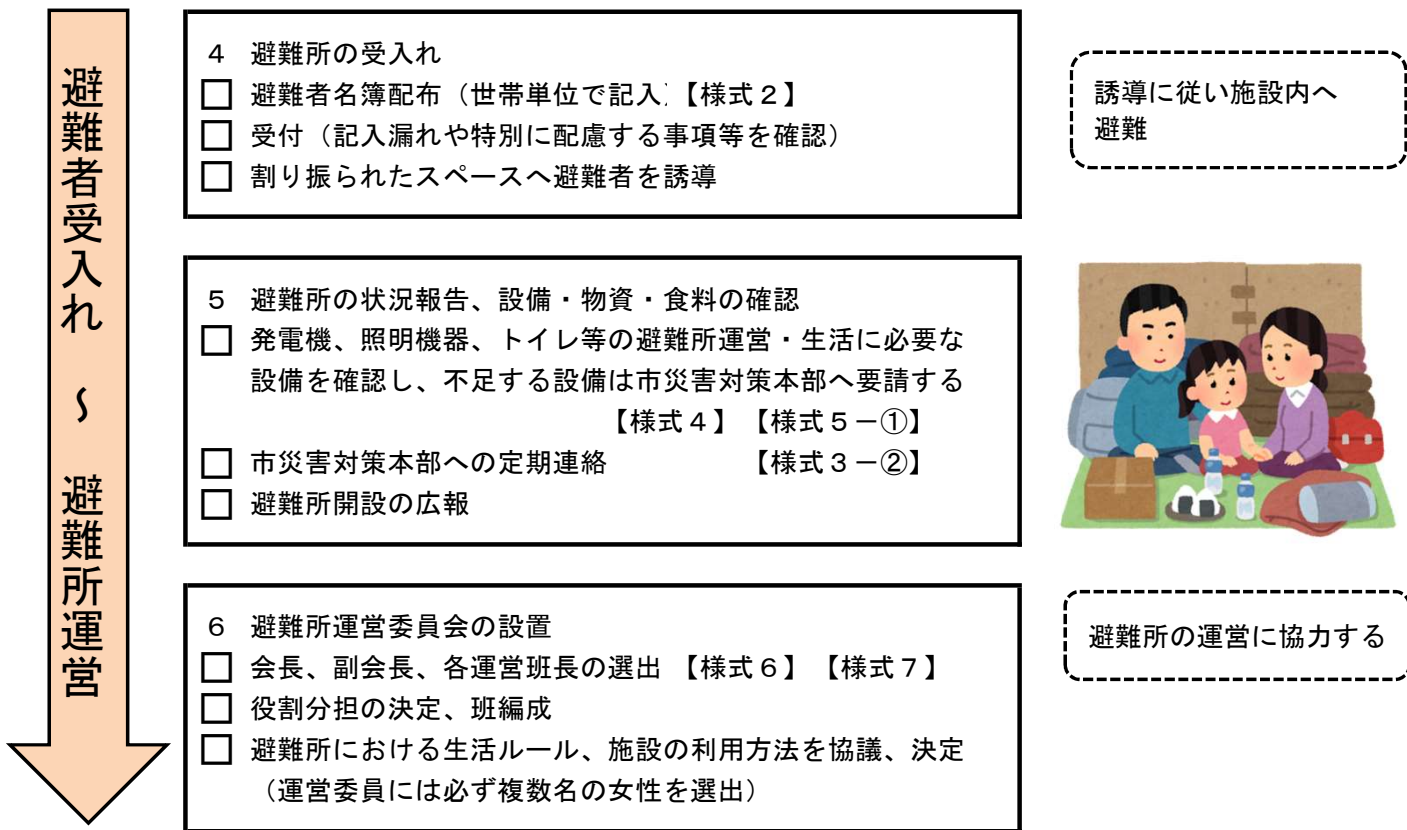 避難者受入れ ~ 避難所運営
4 避難所の受入れ
□ 避難者名簿配布（世帯単位で記入）【様式2】
□ 受付（記入漏れや特別に配慮する事項等を確認）
□ 割り振られたスペースへ避難者を誘導
誘導に従い施設内へ
避難
5 避難所の状況報告、設備・物資・食料の確認
□ 発電機、照明機器、トイレ等の避難所運営・生活に必要な
設備を確認し、不足する設備は市災害対策本部へ要請する
【様式4】【様式5－①】
□ 市災害対策本部への定期連絡 【様式3－②】
□ 避難所開設の広報
6 避難所運営委員会の設置
□ 会長、副会長、各運営班長の選出 【様式6】【様式7】
□ 役割分担の決定、班編成
□ 避難所における生活ルール、施設の利用方法を協議、決定
（運営委員には必ず複数名の女性を選出）
避難所の運営に協力する